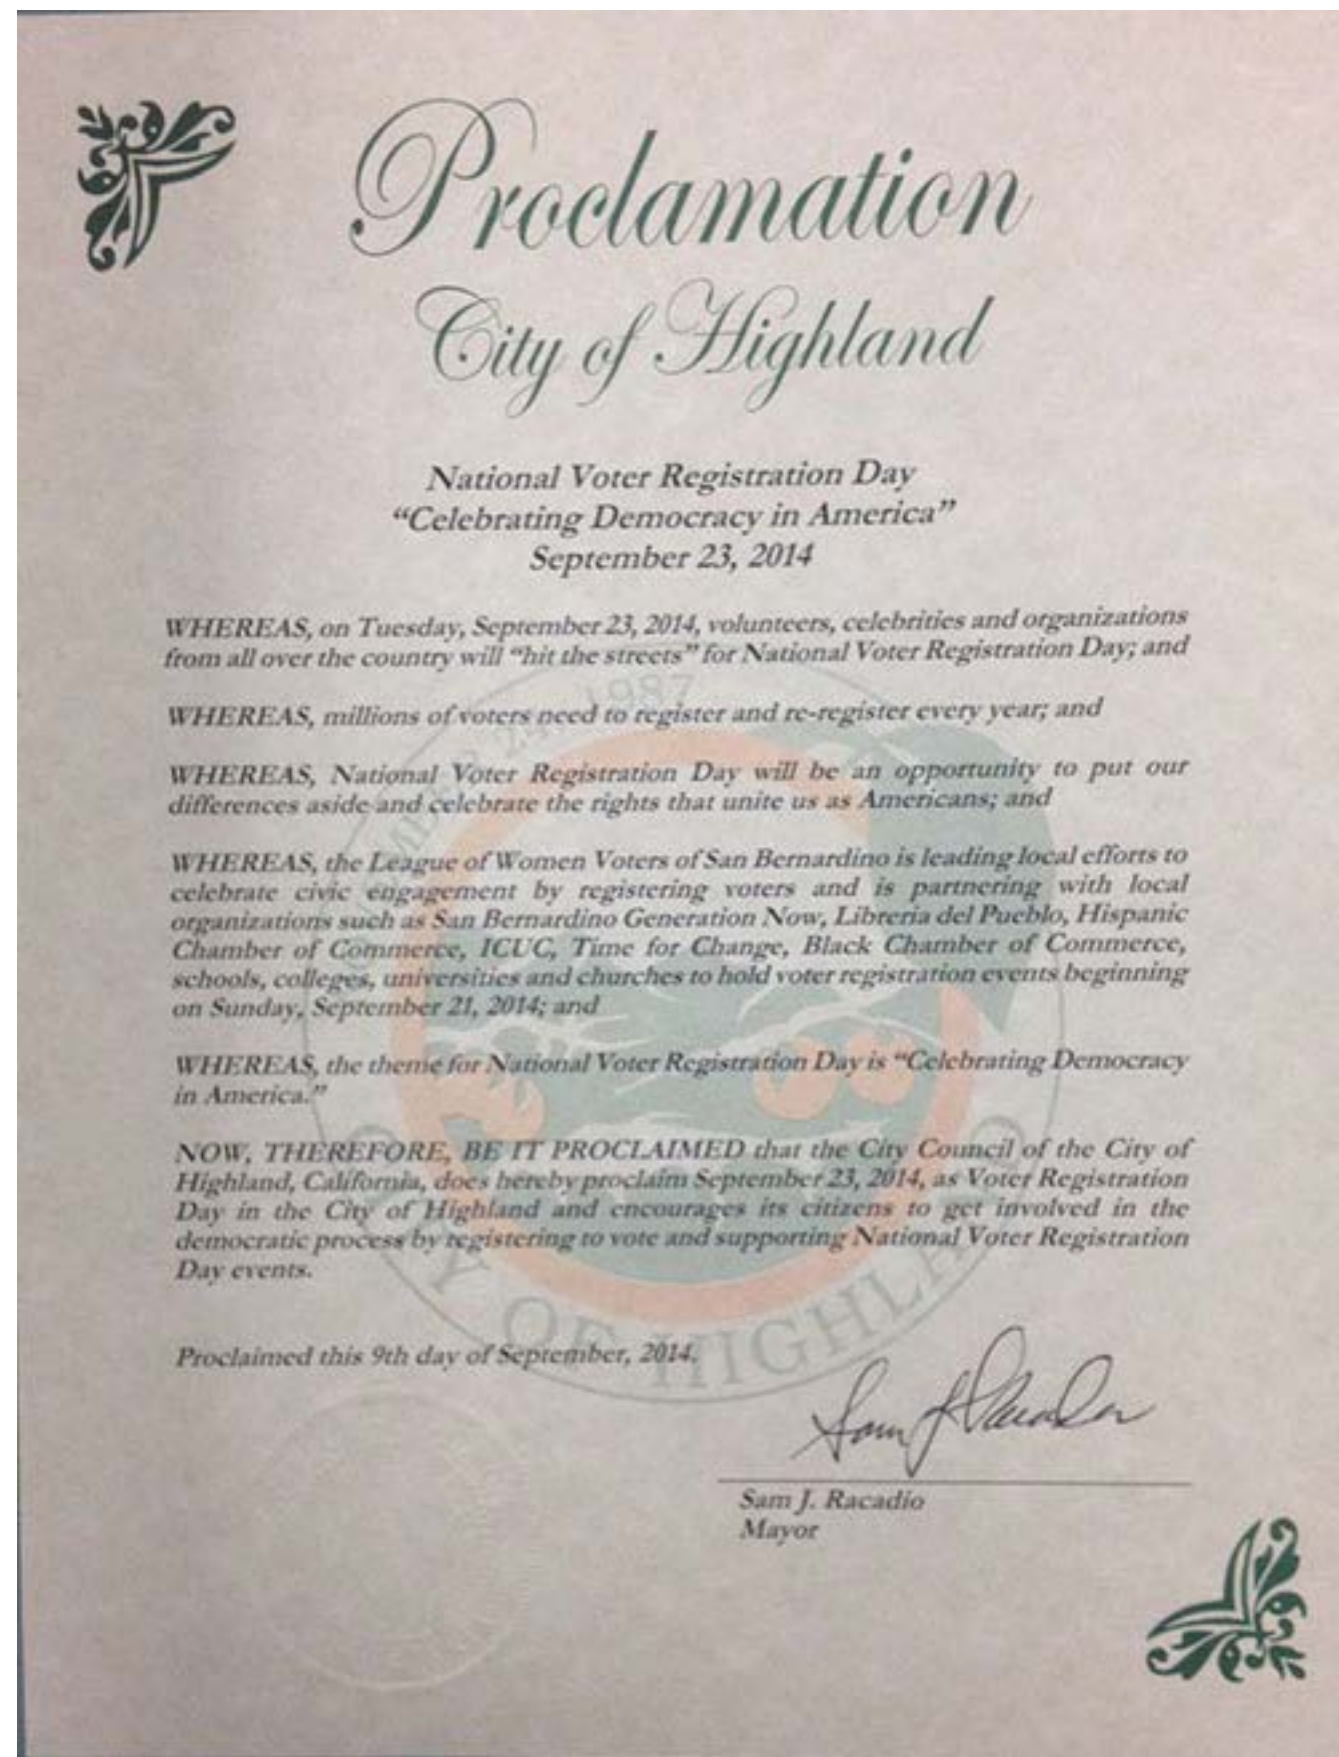 Proclamation
City of Highland
National Voter Registration Day
“Celebrating Democracy in America”
September 23, 2014
WHEREAS, on Tuesday, September 23, 2014, volunteers, celebrities and organizations
from all over the country will “hit the streets” for National Voter Registration Day; and
WHEREAS, millions of voters need to register and re-register every year; and
WHEREAS, National Voter Registration Day will be an opportunity to put our
differences aside and celebrate the rights that unite us as Americans; and
WHEREAS, the League of Women Voters of San Bernardino is leading local efforts to
celebrate civic engagement by registering voters and is partnering with local
organizations such as San Bernardino Generation Now, Libreria del Pueblo, Hispanic
Chamber of Commerce, ICUC, Time for Change, Black Chamber of Commerce,
schools, colleges, universities and churches to hold voter registration events beginning
on Sunday, September 21, 2014; and
WHEREAS, the theme for National Voter Registration Day is “Celebrating Democracy
in America.”
NOW, THEREFORE, BE IT PROCLAIMED that the City Council of the City of
Highland, California, does hereby proclaim September 23, 2014, as Voter Registration
Day in the City of Highland and encourages its citizens to get involved in the
democratic process by registering to vote and supporting National Voter Registration
Day events.
Proclaimed this 9th day of September, 2014.
Sam J. Racadio
Sam J. Racadio
Mayor
1987
OF HIGHLAND